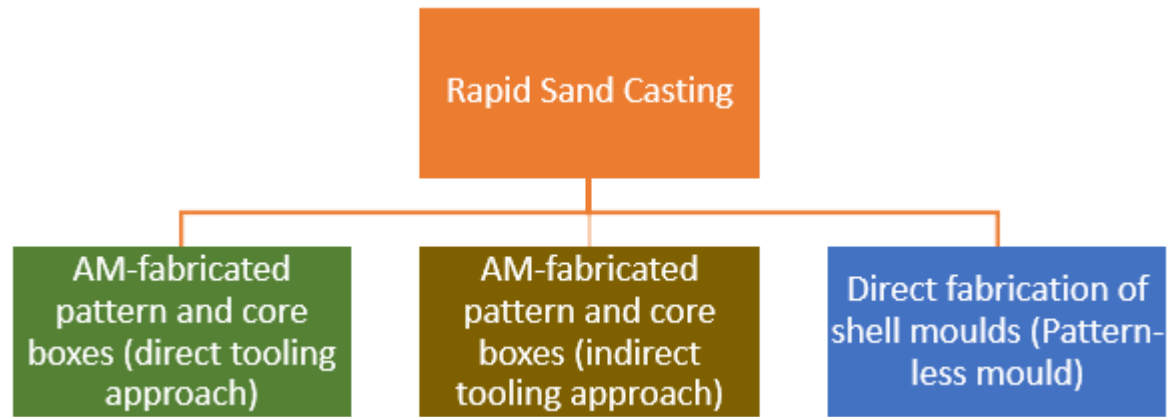 Rapid Sand Casting
AM-fabricated
pattern and core
boxes (direct tooling
approach)
AM-fabricated
pattern and core
boxes (indirect
tooling approach)
Direct fabrication of
shell moulds (Pattern-
less mould)